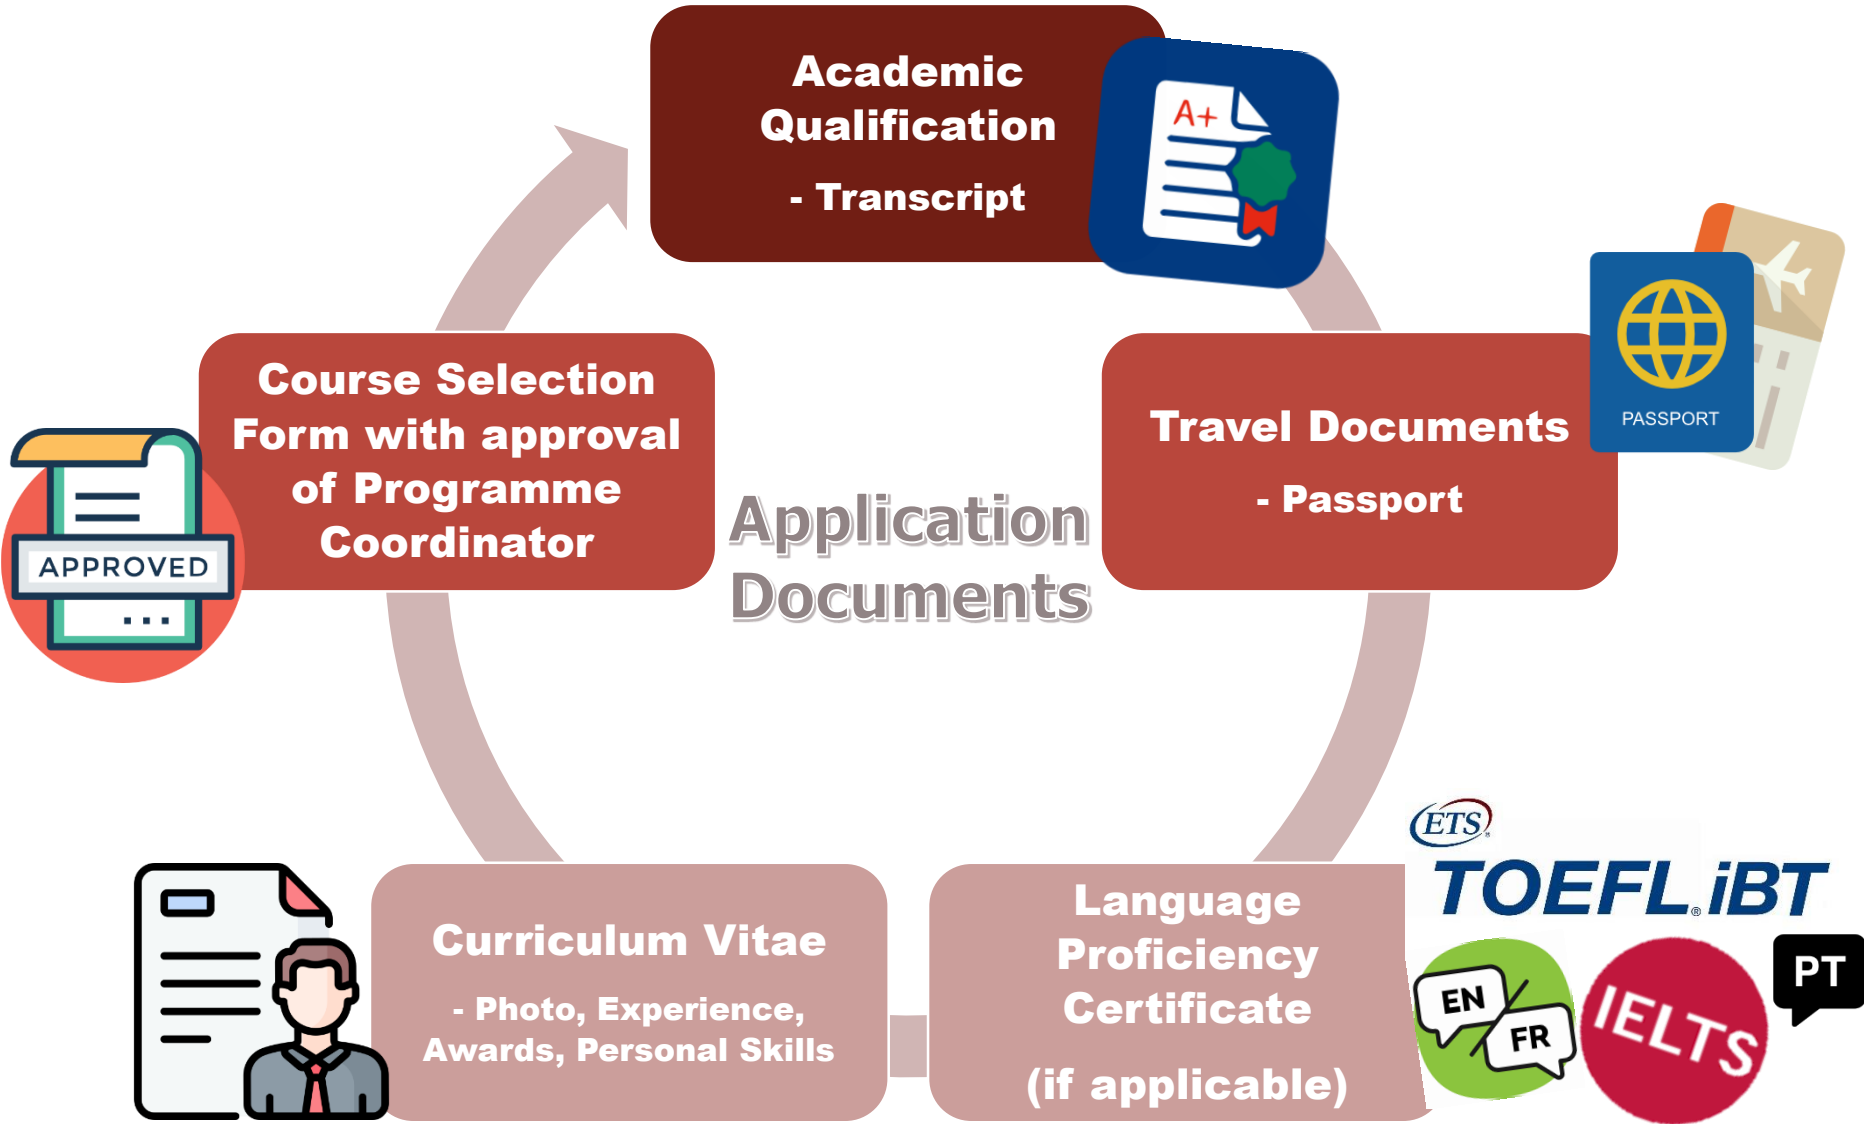 Academic
Qualification
- Transcript
A+
Travel Documents
- Passport
PASSPORT
Course Selection
Form with approval
of Programme
Coordinator
APPROVED
Application
Documents
Curriculum Vitae
- Photo, Experience,
Awards, Personal Skills
Language
Proficiency
Certificate
(if applicable)
ETS®
TOEFL® iBT
EN
FR
IELTS
PT